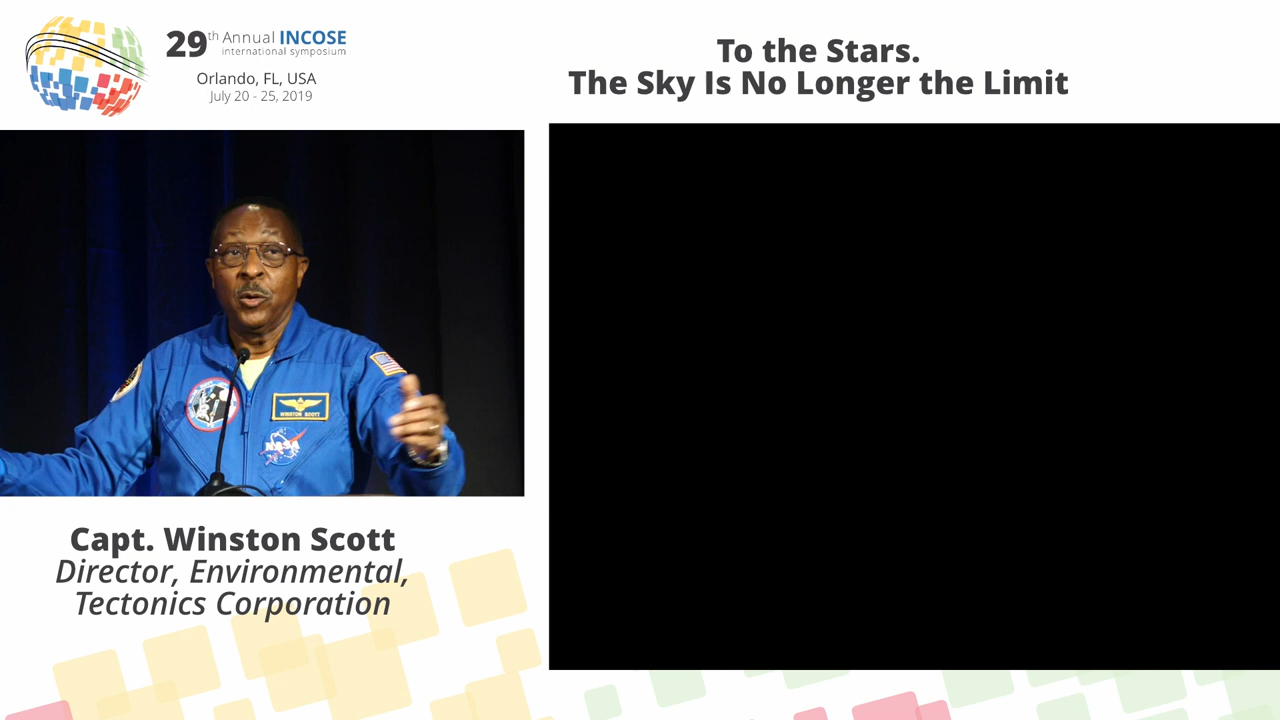 29th Annual INCOSE
international symposium
Orlando, FL, USA
July 20 - 25, 2019
To the Stars.
The Sky Is No Longer the Limit
WINSTON SCOTT
NASA
Capt. Winston Scott
Director, Environmental,
Tectonics Corporation